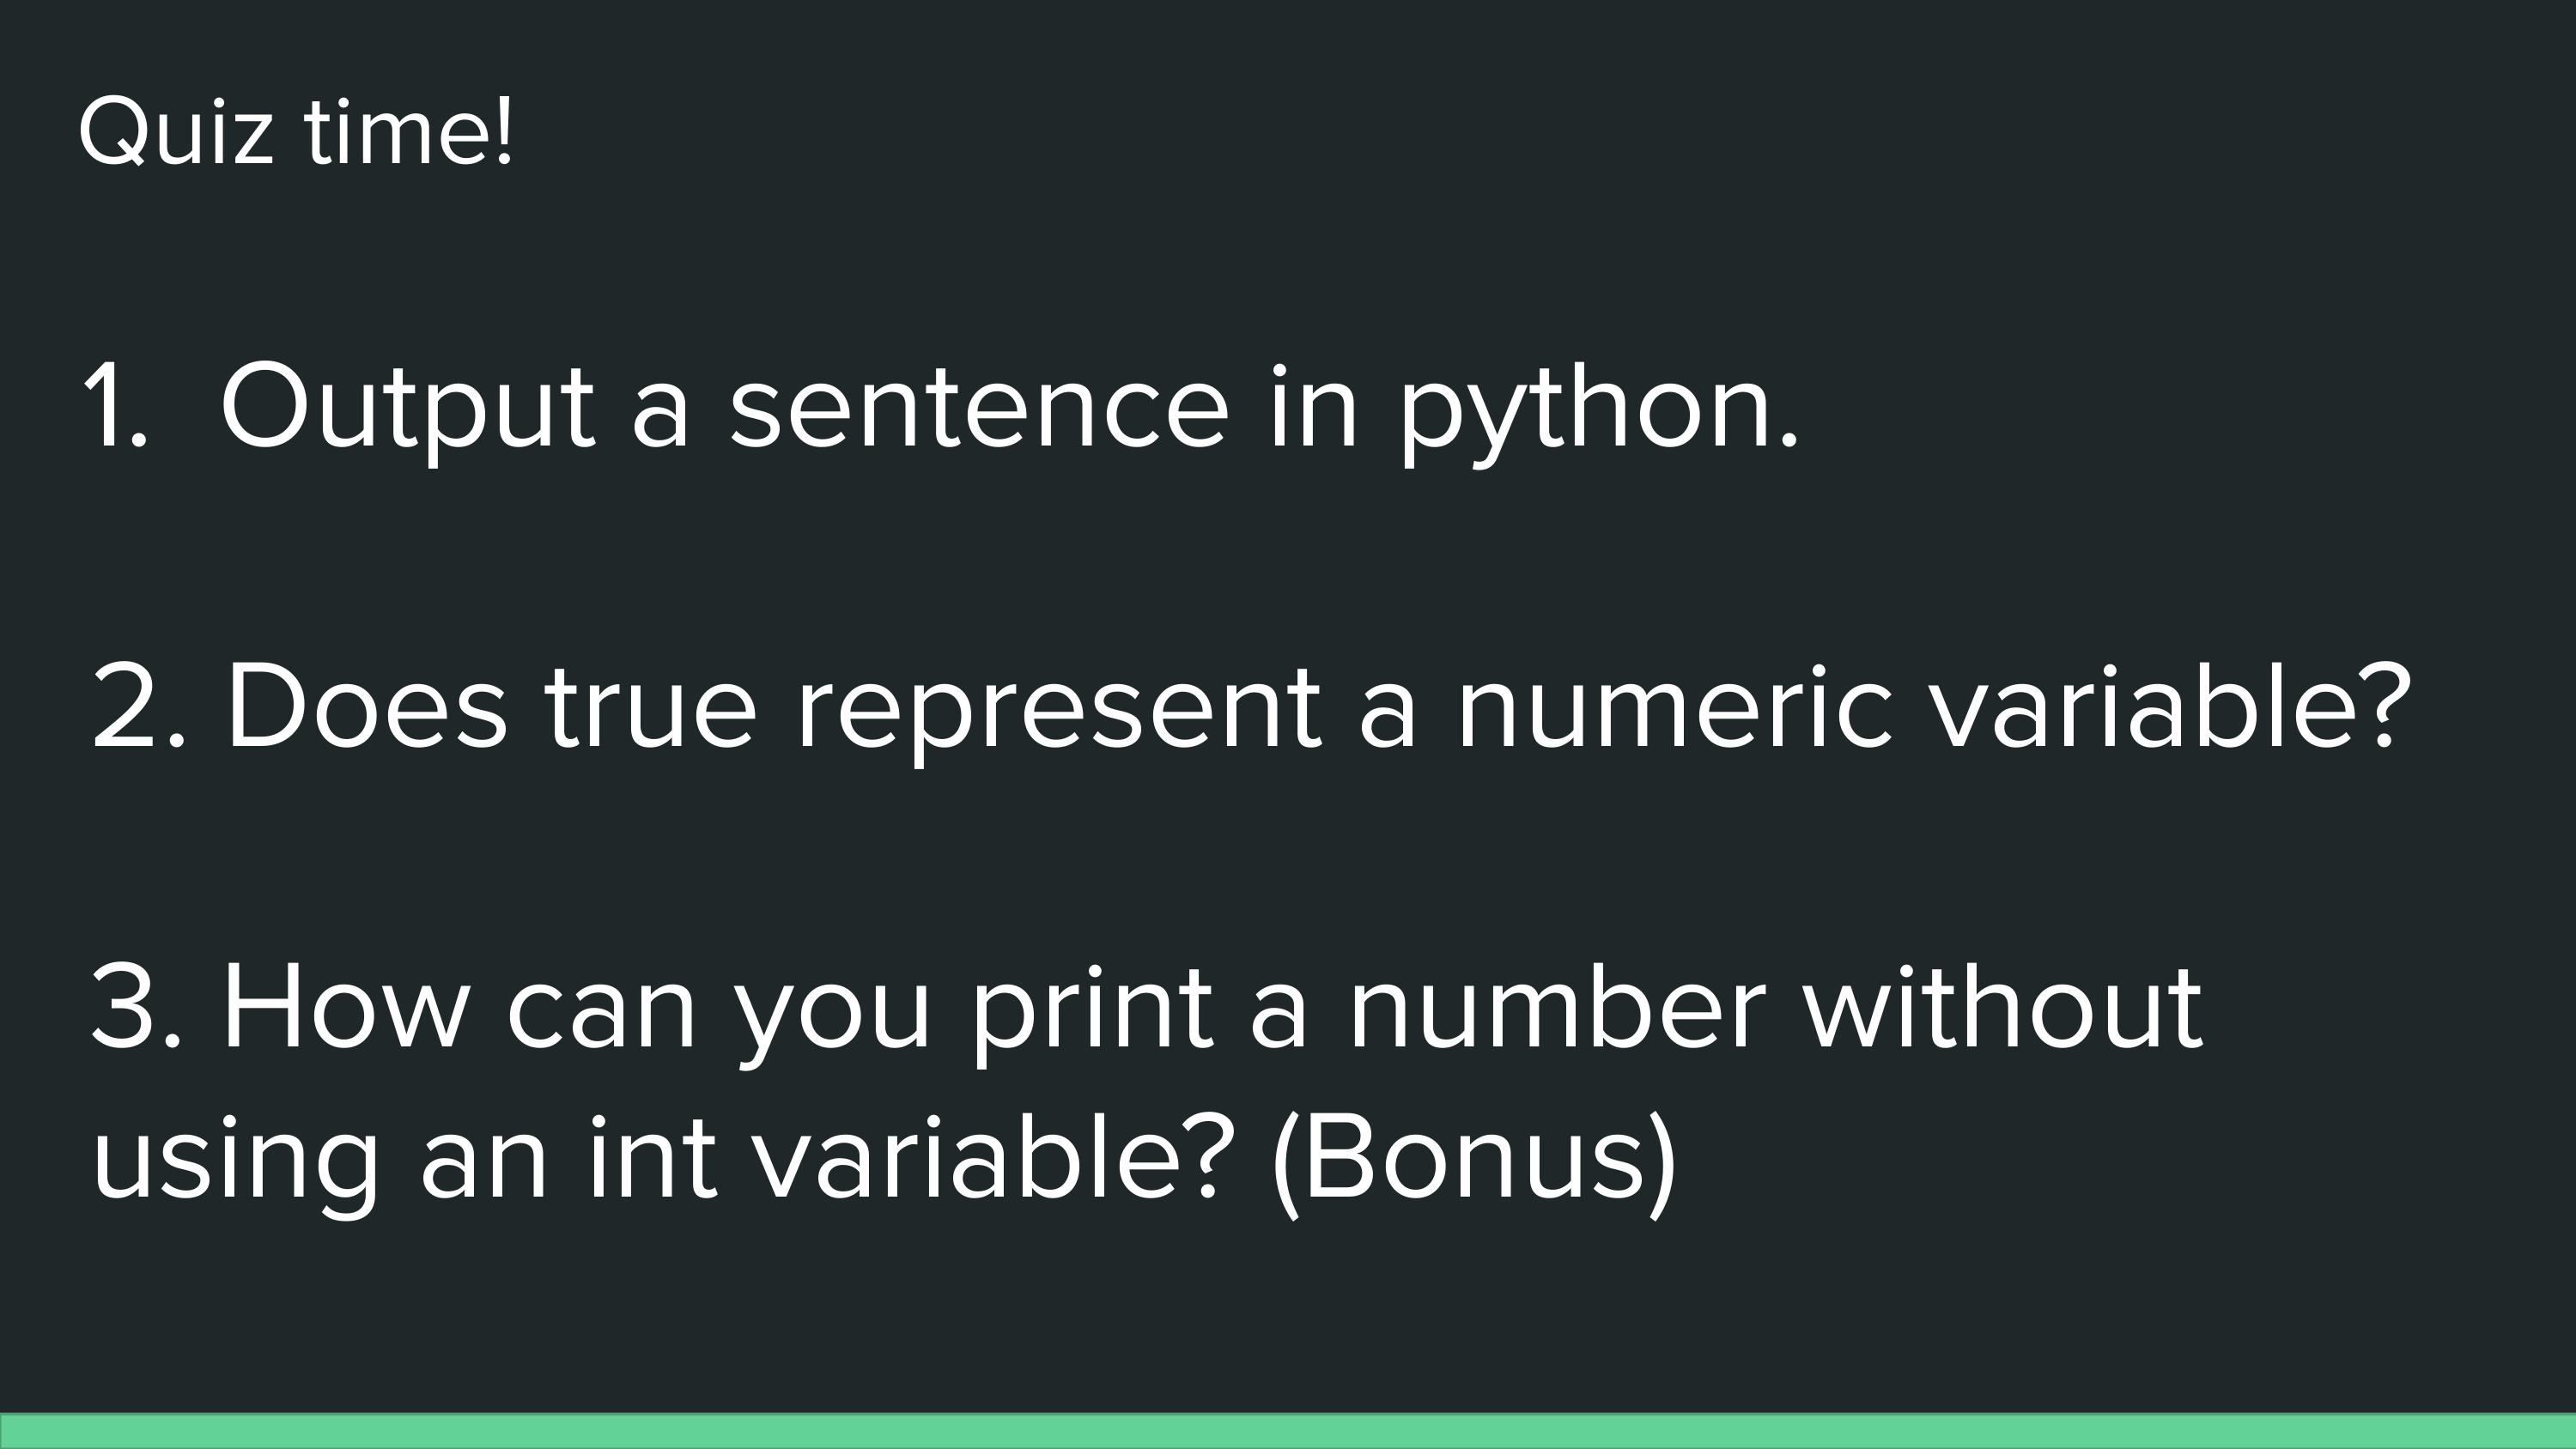 Quiz time!
1. Output a sentence in python.
2. Does true represent a numeric variable?
3. How can you print a number without
using an int variable? (Bonus)